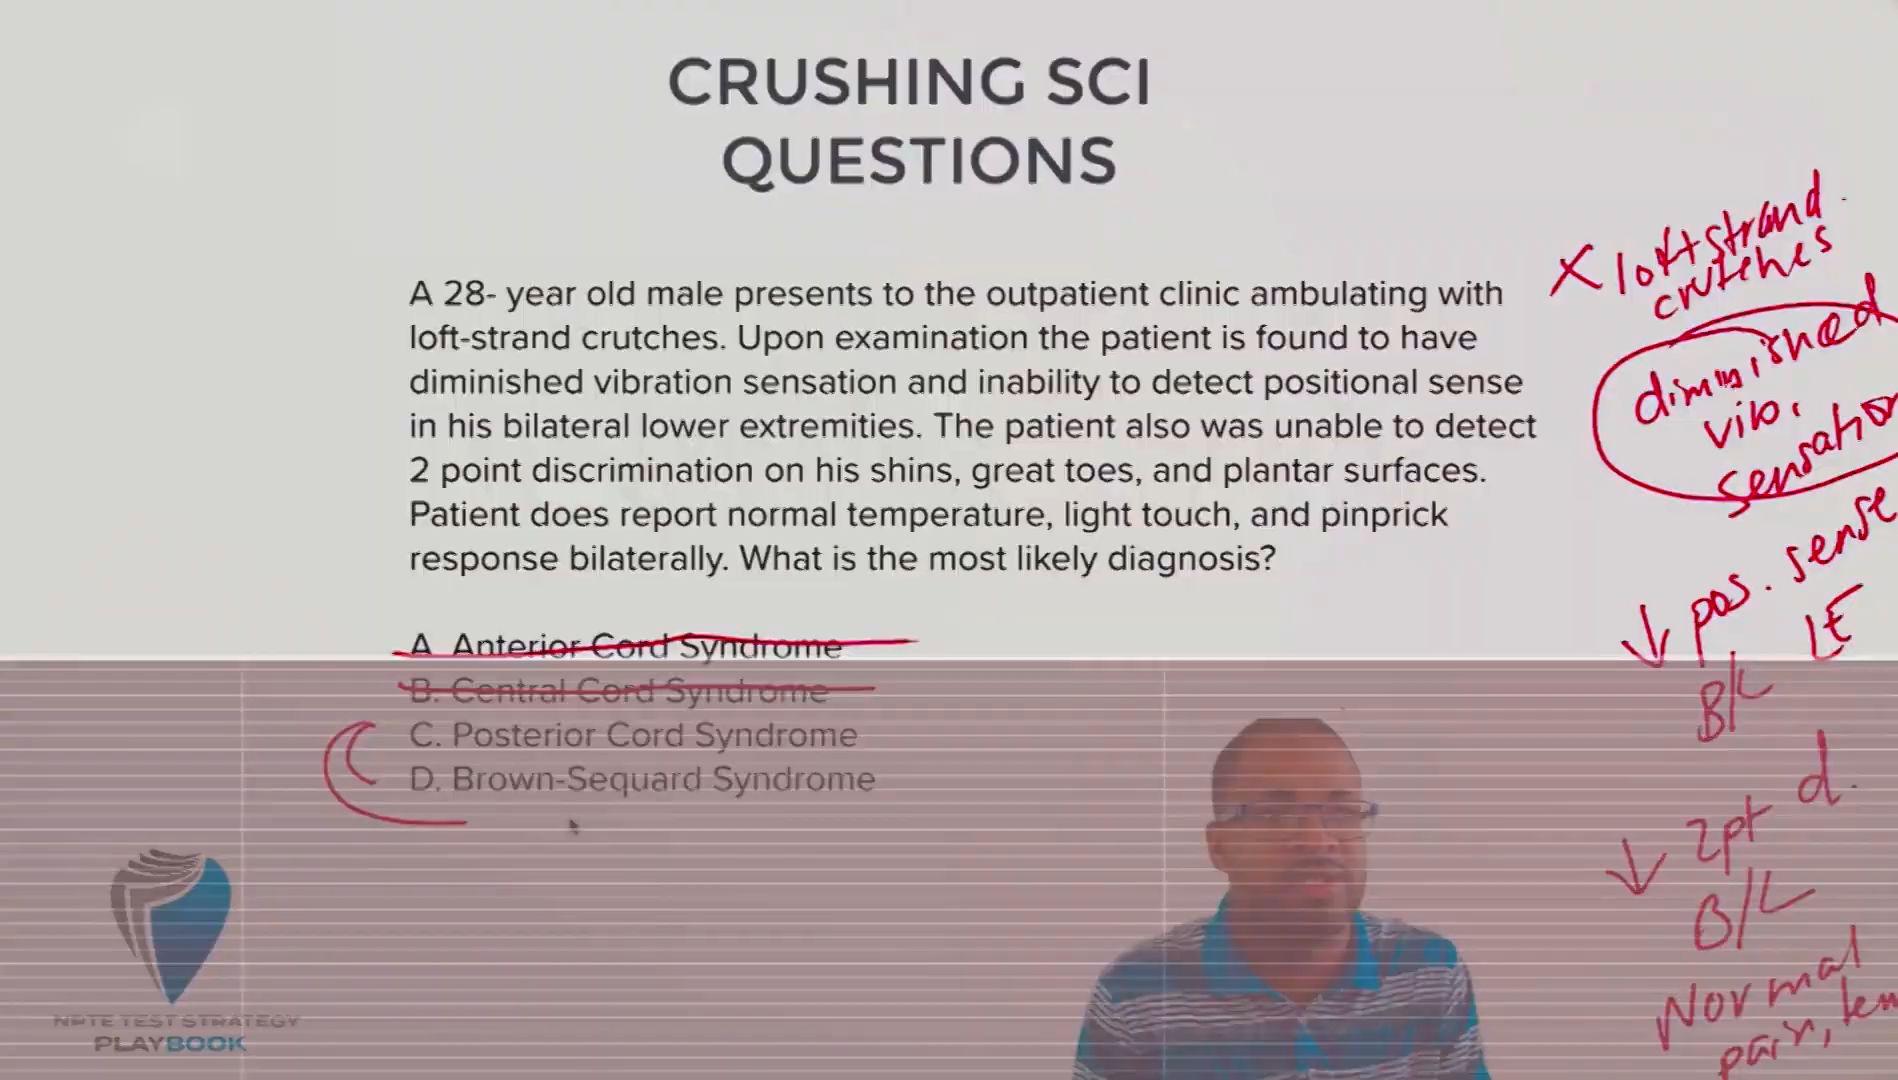 CRUSHING SCI
QUESTIONS
A 28- year old male presents to the outpatient clinic ambulating with
loft-strand crutches. Upon examination the patient is found to have
diminished vibration sensation and inability to detect positional sense
in his bilateral lower extremities. The patient also was unable to detect
2 point discrimination on his shins, great toes, and plantar surfaces.
Patient does report normal temperature, light touch, and pinprick
response bilaterally. What is the most likely diagnosis?
A. Anterior Cord Syndrome
B. Central Cord Syndrome
C. Posterior Cord Syndrome
D. Brown-Sequard Syndrome
X loftstrand
crutches
diminished
vib.
sensation
↓ pos. sense
LE
B/L
↓ 2pt d.
B/L
Normal
pain,
NPTE TEST STRATEGY
PLAYBOOK